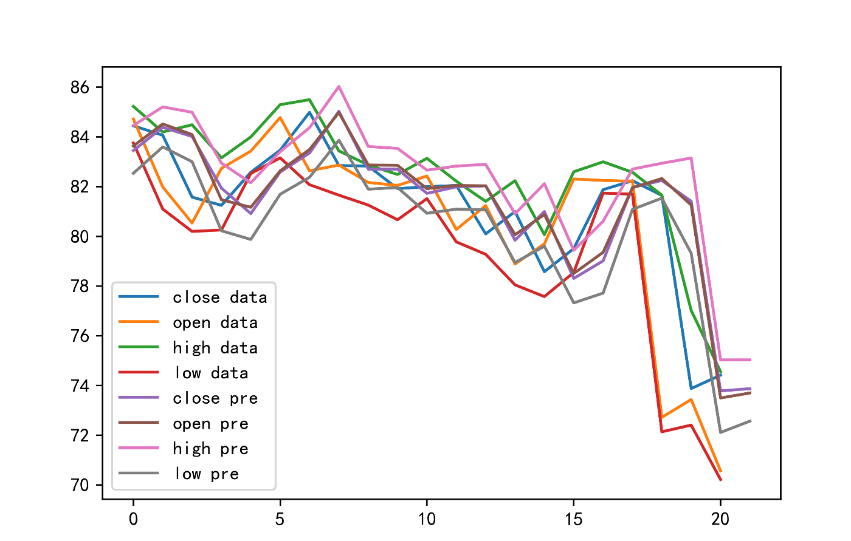 86
84
82
80
78
76
74
72
70
close data
open data
high data
low data
close pre
open pre
high pre
low pre
0 5 10 15 20